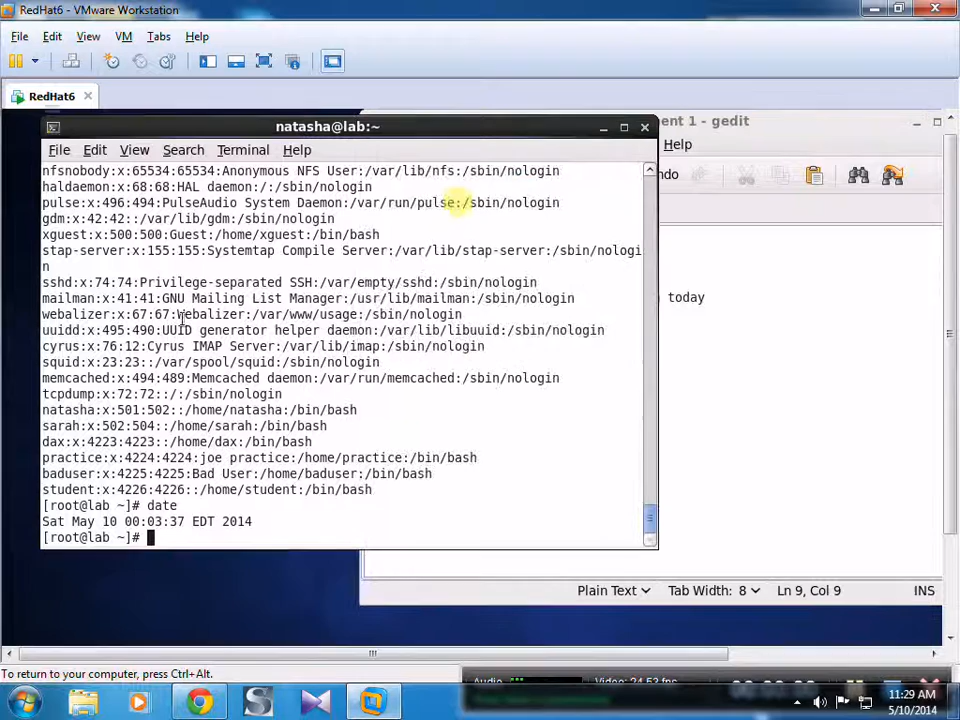 RedHat6 - VMware Workstation
File Edit View VM Tabs Help
RedHat6
natasha@lab:~
ment 1 - gedit
File Edit View Search Terminal Help
Help
ndo
nfsnobody:x:65534:65534:Anonymous NFS User:/var/lib/nfs:/sbin/nologin
haldaemon:x:68:68:HAL daemon:/:/sbin/nologin
pulse:x:496:494:PulseAudio System Daemon:/var/run/pulse:/sbin/nologin
gdm:x:42:42::/var/lib/gdm:/sbin/nologin
xguest:x:500:500:Guest:/home/xguest:/bin/bash
stap-server:x:155:155:Systemtap Compile Server:/var/lib/stap-server:/sbin/nologi
n
sshd:x:74:74:Privilege-separated SSH:/var/empty/sshd:/sbin/nologin
mailman:x:41:41:GNU Mailing List Manager:/usr/lib/mailman:/sbin/nologin
today
webalizer:x:67:67:Webalizer:/var/www/usage:/sbin/nologin
uuidd:x:495:490:UUID generator helper daemon:/var/lib/libuuid:/sbin/nologin
cyrus:x:76:12:Cyrus IMAP Server:/var/lib/imap:/sbin/nologin
squid:x:23:23::/var/spool/squid:/sbin/nologin
memcached:x:494:489:Memcached daemon:/var/run/memcached:/sbin/nologin
tcpdump:x:72:72::/:/sbin/nologin
natasha:x:501:502::/home/natasha:/bin/bash
sarah:x:502:504::/home/sarah:/bin/bash
dax:x:4223:4223::/home/dax:/bin/bash
practice:x:4224:4224:joe practice:/home/practice:/bin/bash
baduser:x:4225:4225:Bad User:/home/baduser:/bin/bash
student:x:4226:4226::/home/student:/bin/bash
[root@lab ~]# date
Sat May 10 00:03:37 EDT 2014
[root@lab ~]#
Plain Text Tab Width: 8 Ln 9, Col 9 INS
To return to your computer, press Ctrl+Alt.
Audio
Video: 24.53 fps
11:29 AM
5/10/2014